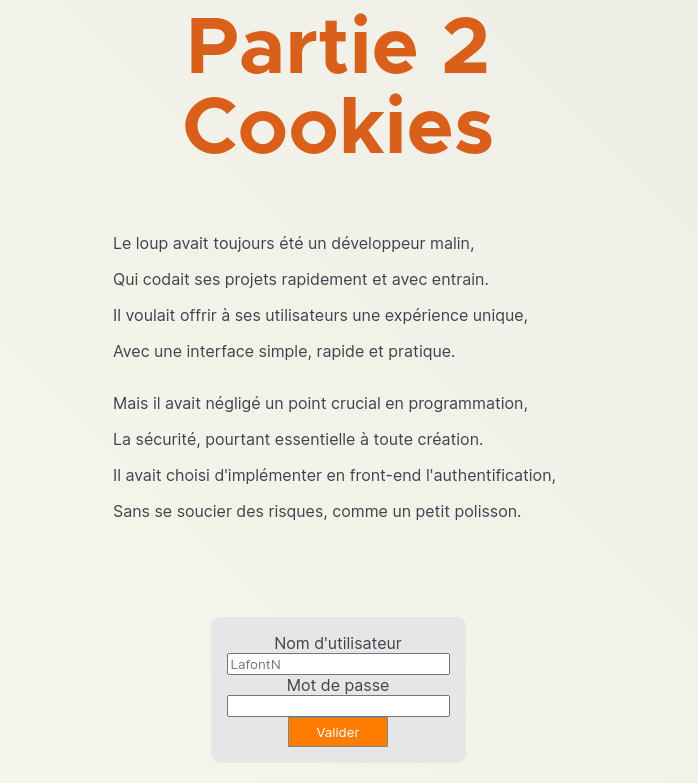 Partie 2
Cookies
Le loup avait toujours été un développeur malin,
Qui codait ses projets rapidement et avec entrain.
Il voulait offrir à ses utilisateurs une expérience unique,
Avec une interface simple, rapide et pratique.
Mais il avait négligé un point crucial en programmation,
La sécurité, pourtant essentielle à toute création.
Il avait choisi d'implémenter en front-end l'authentification,
Sans se soucier des risques, comme un petit polisson.
Nom d'utilisateur
LafontN
Mot de passe
Valider